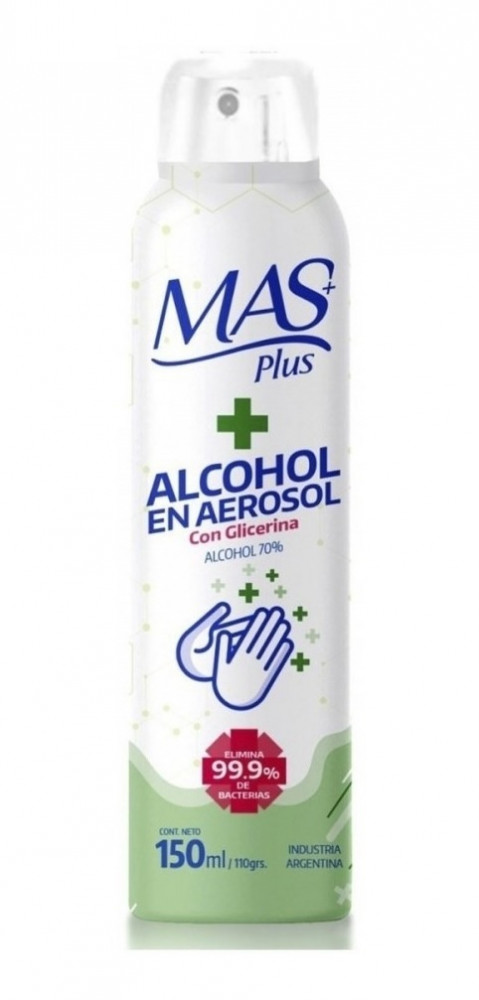 MAS+
Plus
ALCOHOL
EN AEROSOL
Con Glicerina
ALCOHOL 70%
ELIMINA
99.9%
DE
BACTERIAS
CONT. NETO
150ml/110grs.
INDUSTRIA
ARGENTINA